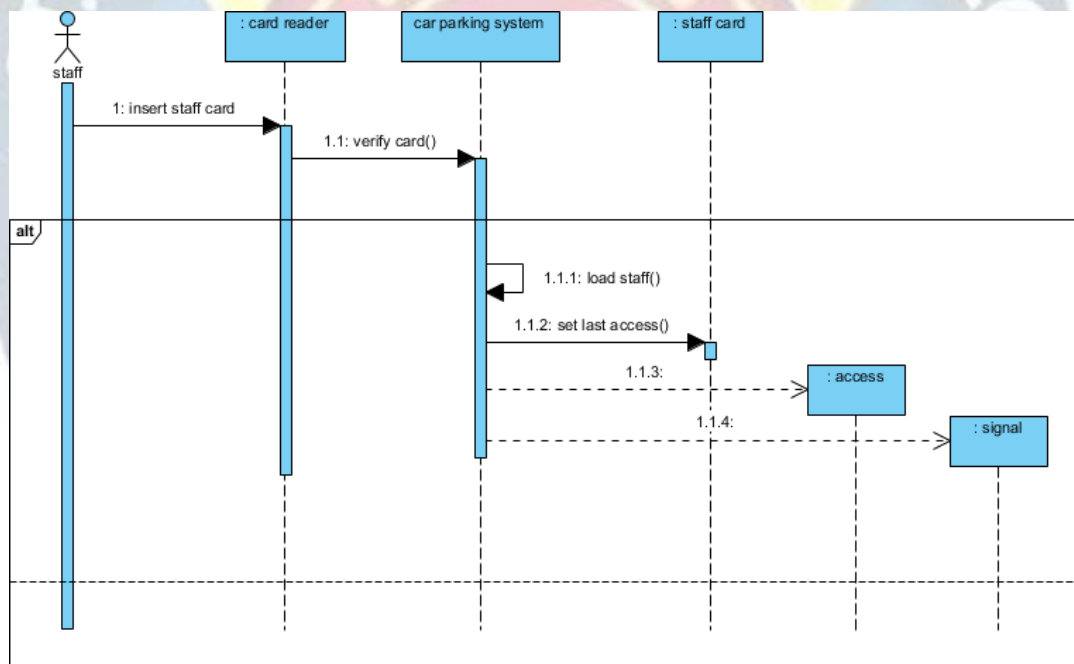 : card reader
car parking system
: staff card
staff
1: insert staff card
1.1: verify card()
alt
1.1.1: load staff()
1.1.2: set last access()
1.1.3:
: access
1.1.4:
: signal